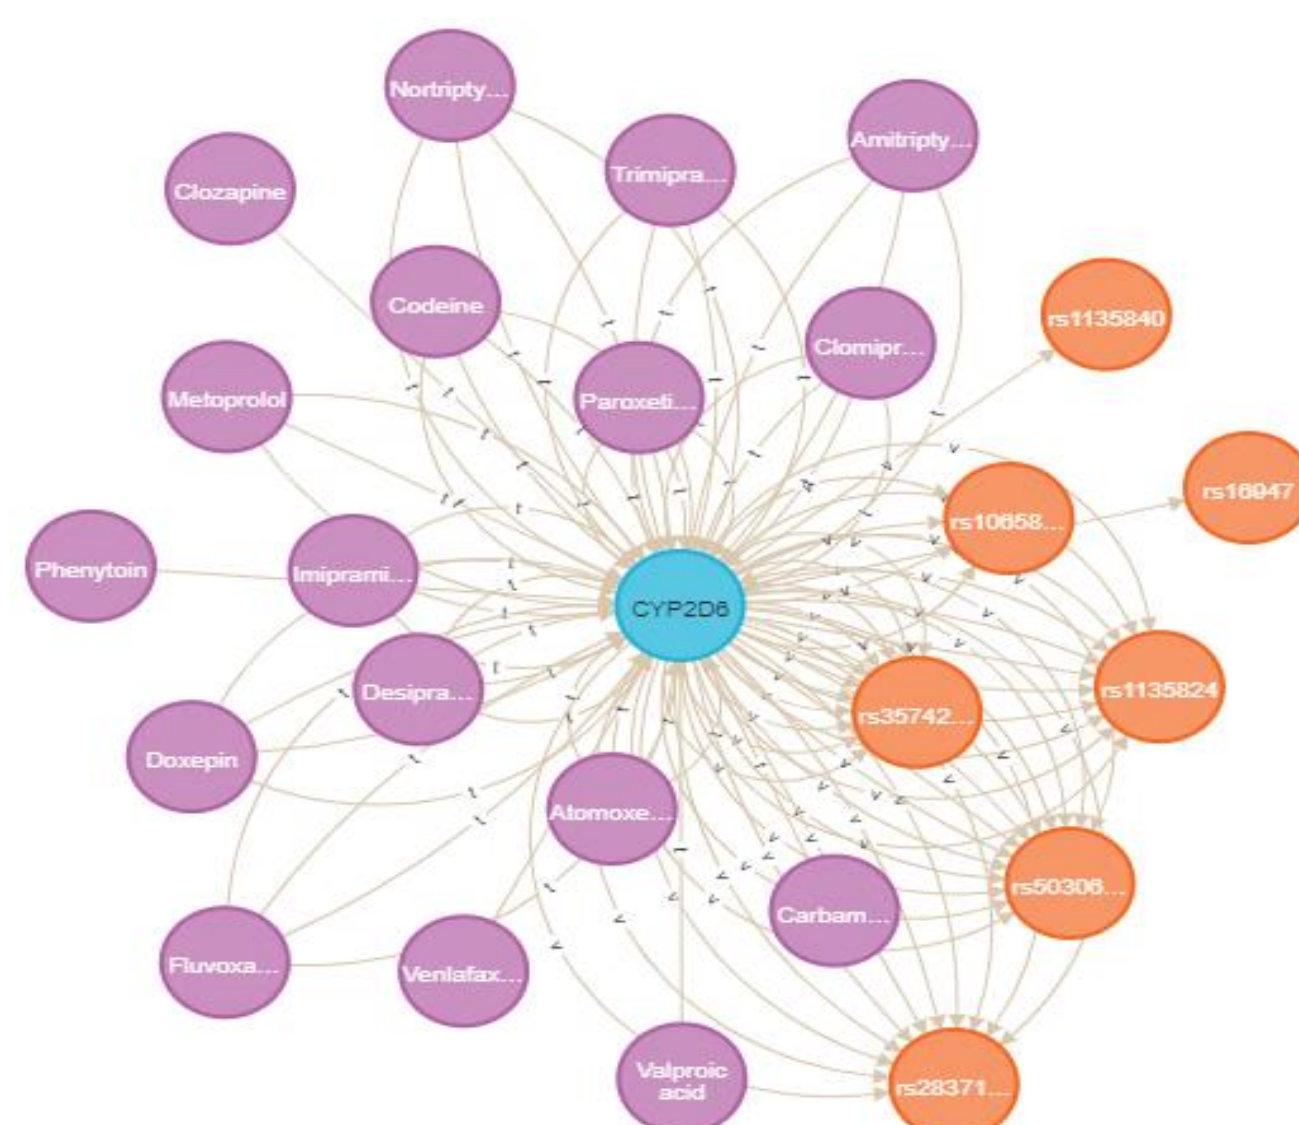 Nortripty...
Amitripty...
Trimipra...
Clozapine
Codeine
rs1135840
Clomipr...
Metoprolol
Paroxeti...
rs16947
rs10658...
Phenytoin
Imiprami...
CYP2D6
Desipra...
rs1135824
rs35742...
Doxepin
Atomoxe...
rs50306...
Carbam...
Fluvoxa...
Venlafax...
Valproic
acid
rs28371...